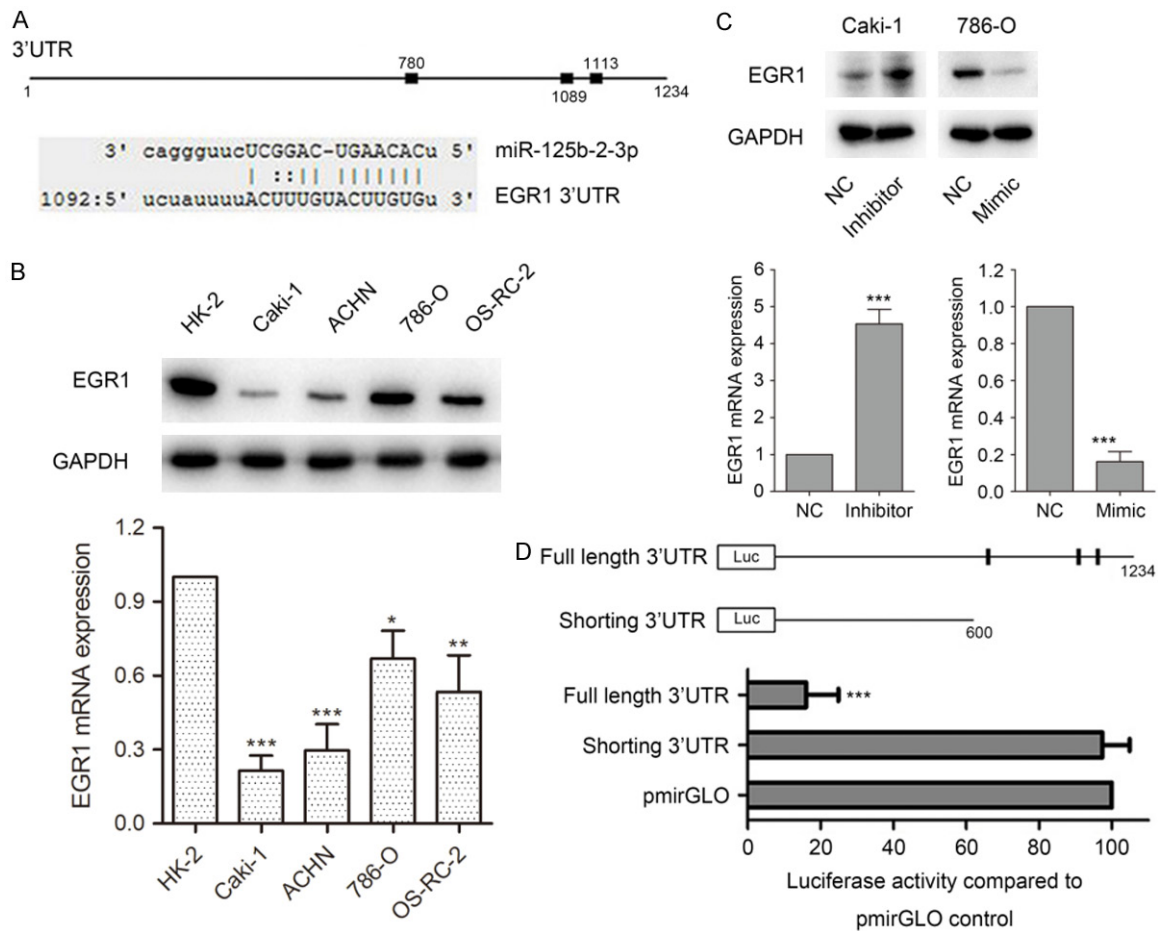 A
3'UTR
780
1113
1
1089
1234
3' cagggucUCGGAC-UGAACACu 5' miR-125b-2-3p
| ::|| |||||||
1092:5' ucuauuuuACUUUGUACUUGUGu 3' EGR1 3'UTR
B
HK-2 Caki-1 ACHN 786-O OS-RC-2
EGR1
GAPDH
EGR1 mRNA expression
1.2
0.9
0.6
0.3
0.0
***
***
*
**
HK-2 Caki-1 ACHN 786-O OS-RC-2
C
Caki-1 786-O
EGR1
GAPDH
NC Inhibitor NC Mimic
EGR1 mRNA expression
6
5
4
3
2
1
0
***
NC Inhibitor
EGR1 mRNA expression
1.2
1.0
0.8
0.6
0.4
0.2
0.0
***
NC Mimic
D
Full length 3'UTR Luc 1234
Shorting 3'UTR Luc 600
Full length 3'UTR ***
Shorting 3'UTR
pmirGLO
0 20 40 60 80 100
Luciferase activity compared to
pmirGLO control